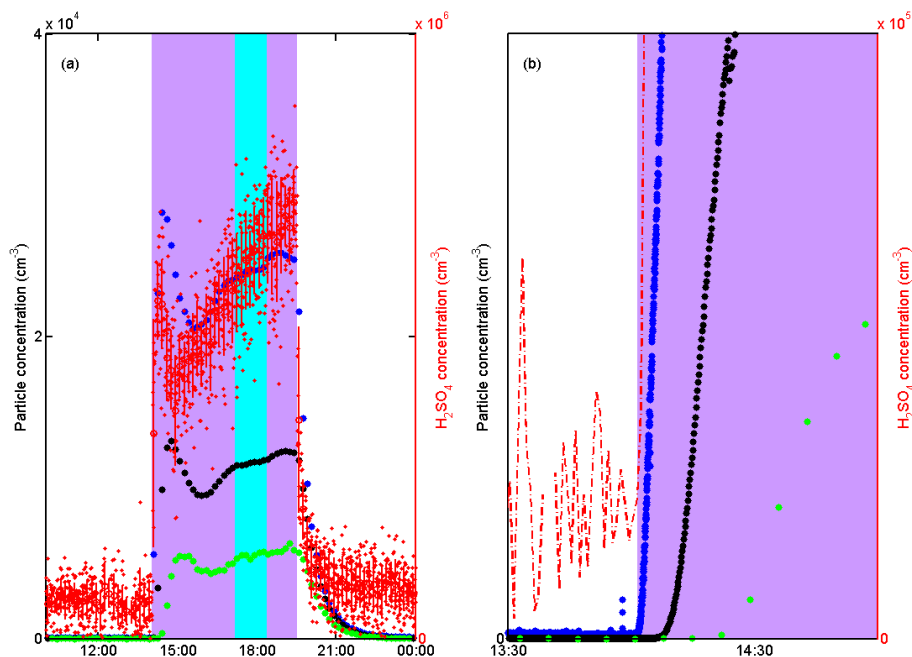 x 10^4
x 10^6
(a)
4
2
0
0
Particle concentration (cm^-3)
H_2SO_4 concentration (cm^-3)
12:00
15:00
18:00
21:00
00:00
x 10^5
(b)
0
0
Particle concentration (cm^-3)
H_2SO_4 concentration (cm^-3)
13:30
14:30